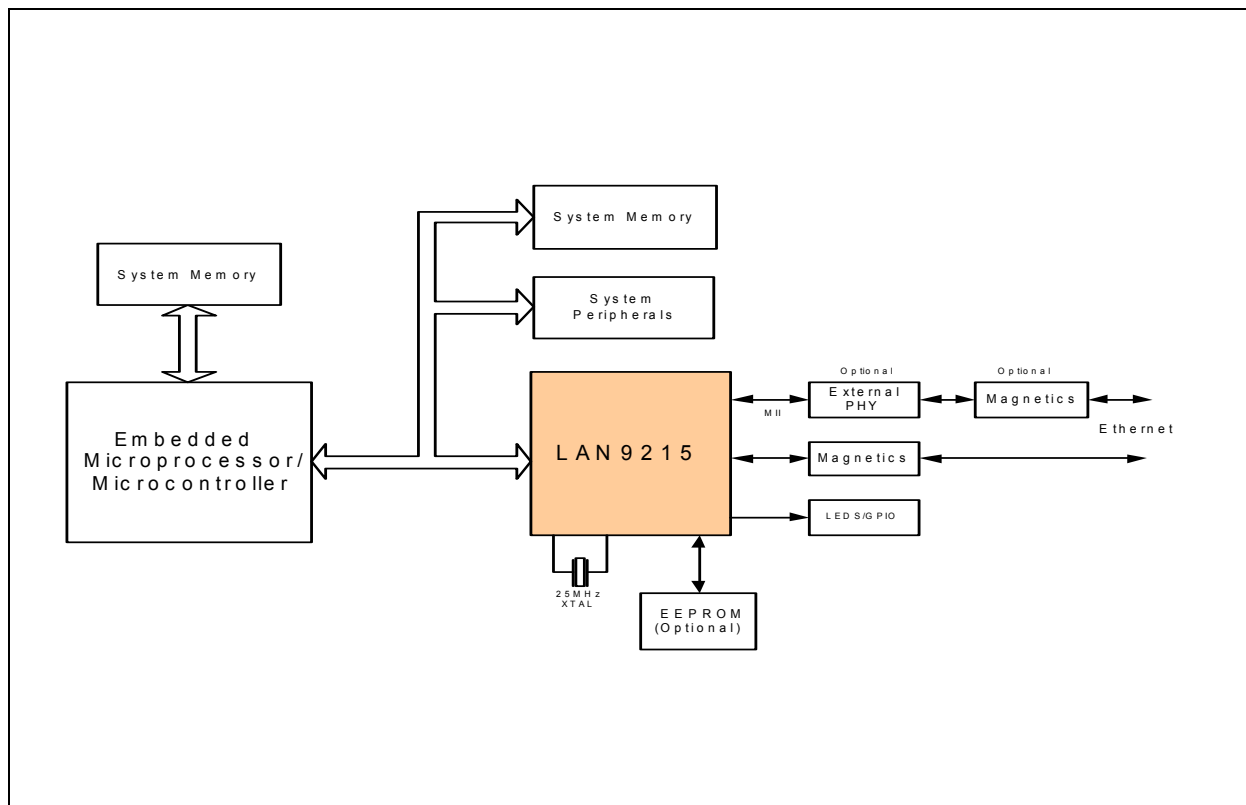 System Memory
System Memory
System
Peripherals
Embedded
Microprocessor/
Microcontroller
LAN9215
MII
Optional
External
PHY
Optional
Magnetics
Ethernet
Magnetics
LEDS/GPIO
25MHz
XTAL
EEPROM
(Optional)